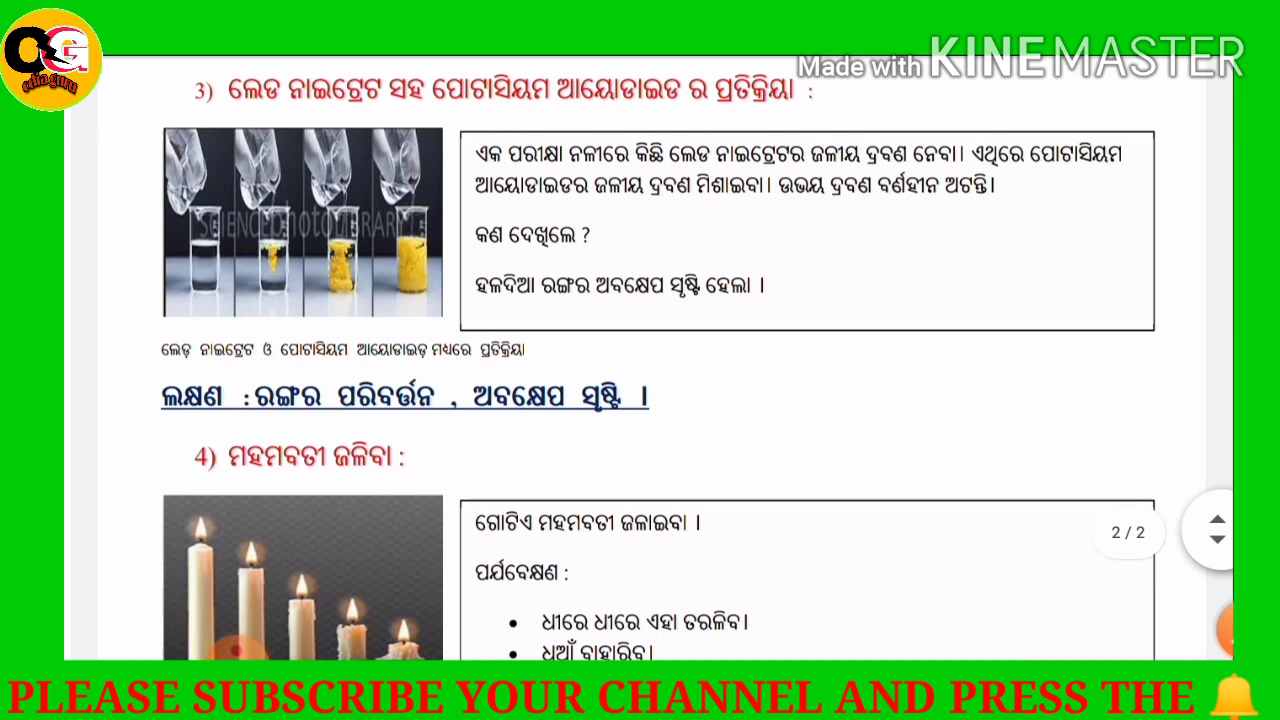 Made with KINEMASTER
QG
3) ଲେଡ ନାଇଟ୍ରେଟ ସହ ପୋଟାସିୟମ ଆୟୋଡାଇଡ ର ପ୍ରତିକ୍ରିୟା :
SCIENCEphotoLIBRARY
ଏକ ପରୀକ୍ଷା ନଳୀରେ କିଛି ଲେଡ ନାଇଟ୍ରେଟର ଜଳୀୟ ଦ୍ରବଣ ନେବା । ଏଥିରେ ପୋଟାସିୟମ
ଆୟୋଡାଇଡର ଜଳୀୟ ଦ୍ରବଣ ମିଶାଇବା । ଉଭୟ ଦ୍ରବଣ ବର୍ଣହୀନ ଅଟନ୍ତି ।
କଣ ଦେଖିଲେ ?
ହଳଦିଆ ରଙ୍ଗର ଅବକ୍ଷେପ ସୃଷ୍ଟି ହେଲା ।
ଲେଡ଼ ନାଇଟ୍ରେଟ ଓ ପୋଟାସିୟମ ଆୟୋଡାଇଡ଼ ମଧ୍ୟରେ ପ୍ରତିକ୍ରିୟା
ଲକ୍ଷଣ : ରଙ୍ଗର ପରିବର୍ତ୍ତନ , ଅବକ୍ଷେପ ସୃଷ୍ଟି ।
4) ମହମବତୀ ଜଳିବା :
ଗୋଟିଏ ମହମବତୀ ଜଳାଇବା ।
2 / 2
ପର୍ଯବେକ୍ଷଣ :
• ଧୀରେ ଧୀରେ ଏହା ତରଳିବ ।
• ଧୂଆଁ ବାହାରିବ ।
PLEASE SUBSCRIBE YOUR CHANNEL AND PRESS THE